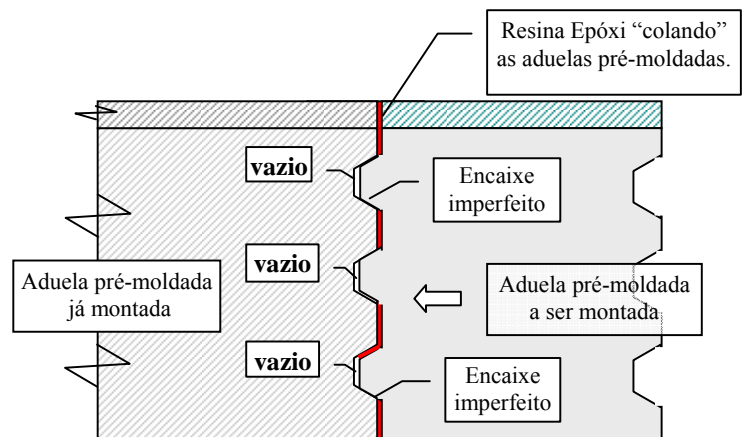 Resina Epóxi “colando”
as aduelas pré-moldadas.
vazio
Encaixe
imperfeito
vazio
Aduela pré-moldada
já montada
Aduela pré-moldada
a ser montada
vazio
Encaixe
imperfeito